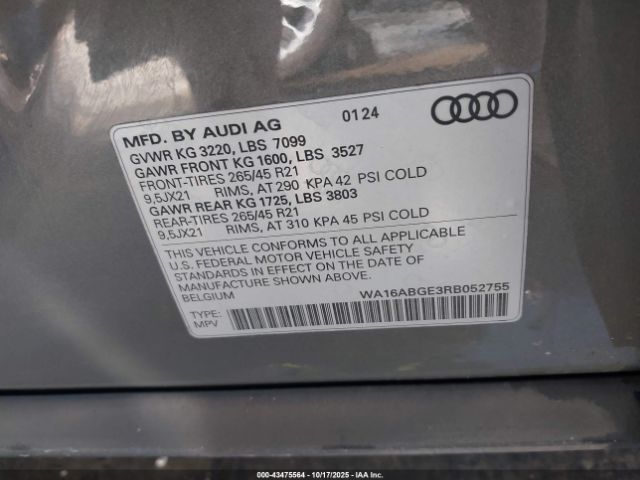 MFD. BY AUDI AG 0124
GVWR KG 3220, LBS 7099
GAWR FRONT KG 1600, LBS 3527
FRONT-TIRES 265/45 R21
9,5JX21 RIMS, AT 290 KPA 42 PSI COLD
GAWR REAR KG 1725, LBS 3803
REAR-TIRES 265/45 R21
9,5JX21 RIMS, AT 310 KPA 45 PSI COLD
THIS VEHICLE CONFORMS TO ALL APPLICABLE
U.S. FEDERAL MOTOR VEHICLE SAFETY
STANDARDS IN EFFECT ON THE DATE OF
MANUFACTURE SHOWN ABOVE.
BELGIUM WA16ABGE3RB052755
TYPE:
MPV
000-43475564 - 10/17/2025 - IAA Inc.